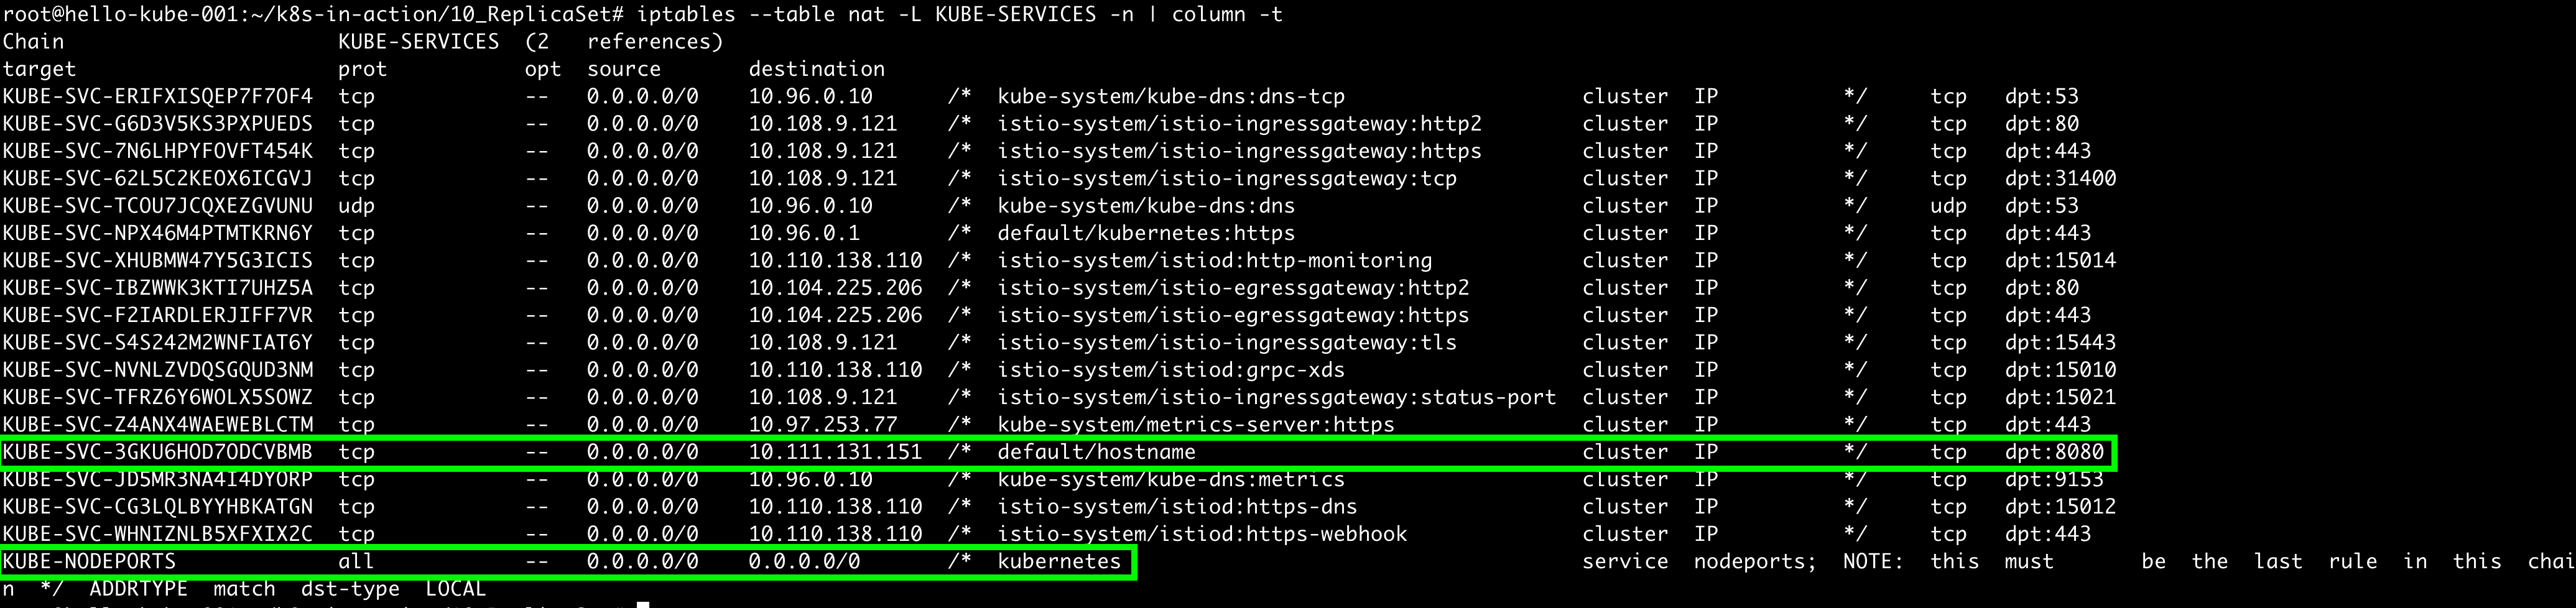 root@hello-kube-001:~/k8s-in-action/10_ReplicaSet# iptables --table nat -L KUBE-SERVICES -n | column -t
Chain KUBE-SERVICES (2 references)
target prot opt source destination
KUBE-SVC-ERIFXISQEP7F7OF4 tcp -- 0.0.0.0/0 10.96.0.10 /* kube-system/kube-dns:dns-tcp cluster IP */ tcp dpt:53
KUBE-SVC-G6D3V5KS3PXPUEDS tcp -- 0.0.0.0/0 10.108.9.121 /* istio-system/istio-ingressgateway:http2 cluster IP */ tcp dpt:80
KUBE-SVC-7N6LHPYFOVFT454K tcp -- 0.0.0.0/0 10.108.9.121 /* istio-system/istio-ingressgateway:https cluster IP */ tcp dpt:443
KUBE-SVC-62L5C2KEOX6ICGVJ tcp -- 0.0.0.0/0 10.108.9.121 /* istio-system/istio-ingressgateway:tcp cluster IP */ tcp dpt:31400
KUBE-SVC-TCOU7JCQXEZGVUNU udp -- 0.0.0.0/0 10.96.0.10 /* kube-system/kube-dns:dns cluster IP */ udp dpt:53
KUBE-SVC-NPX46M4PTMTKRN6Y tcp -- 0.0.0.0/0 10.96.0.1 /* default/kubernetes:https cluster IP */ tcp dpt:443
KUBE-SVC-XHUBMW47Y5G3ICIS tcp -- 0.0.0.0/0 10.110.138.110 /* istio-system/istiod:http-monitoring cluster IP */ tcp dpt:15014
KUBE-SVC-IBZWWK3KTI7UHZ5A tcp -- 0.0.0.0/0 10.104.225.206 /* istio-system/istio-egressgateway:http2 cluster IP */ tcp dpt:80
KUBE-SVC-F2IARDLERJIFF7VR tcp -- 0.0.0.0/0 10.104.225.206 /* istio-system/istio-egressgateway:https cluster IP */ tcp dpt:443
KUBE-SVC-S4S242M2WNFIAT6Y tcp -- 0.0.0.0/0 10.108.9.121 /* istio-system/istio-ingressgateway:tls cluster IP */ tcp dpt:15443
KUBE-SVC-NVNLZVDQSGQUD3NM tcp -- 0.0.0.0/0 10.110.138.110 /* istio-system/istiod:grpc-xds cluster IP */ tcp dpt:15010
KUBE-SVC-TFRZ6Y6WOLX5SOWZ tcp -- 0.0.0.0/0 10.108.9.121 /* istio-system/istio-ingressgateway:status-port cluster IP */ tcp dpt:15021
KUBE-SVC-Z4ANX4WAEWEBLCTM tcp -- 0.0.0.0/0 10.97.253.77 /* kube-system/metrics-server:https cluster IP */ tcp dpt:443
KUBE-SVC-3GKU6HOD7ODCVBMB tcp -- 0.0.0.0/0 10.111.131.151 /* default/hostname cluster IP */ tcp dpt:8080
KUBE-SVC-JD5MR3NA4I4DYORP tcp -- 0.0.0.0/0 10.96.0.10 /* kube-system/kube-dns:metrics cluster IP */ tcp dpt:9153
KUBE-SVC-CG3LQLBYYHBKATGN tcp -- 0.0.0.0/0 10.110.138.110 /* istio-system/istiod:https-dns cluster IP */ tcp dpt:15012
KUBE-SVC-WHNIZNLB5XFXIX2C tcp -- 0.0.0.0/0 10.110.138.110 /* istio-system/istiod:https-webhook cluster IP */ tcp dpt:443
KUBE-NODEPORTS all -- 0.0.0.0/0 0.0.0.0/0 /* kubernetes service nodeports; NOTE: this must be the last rule in this chai
n */ ADDRTYPE match dst-type LOCAL